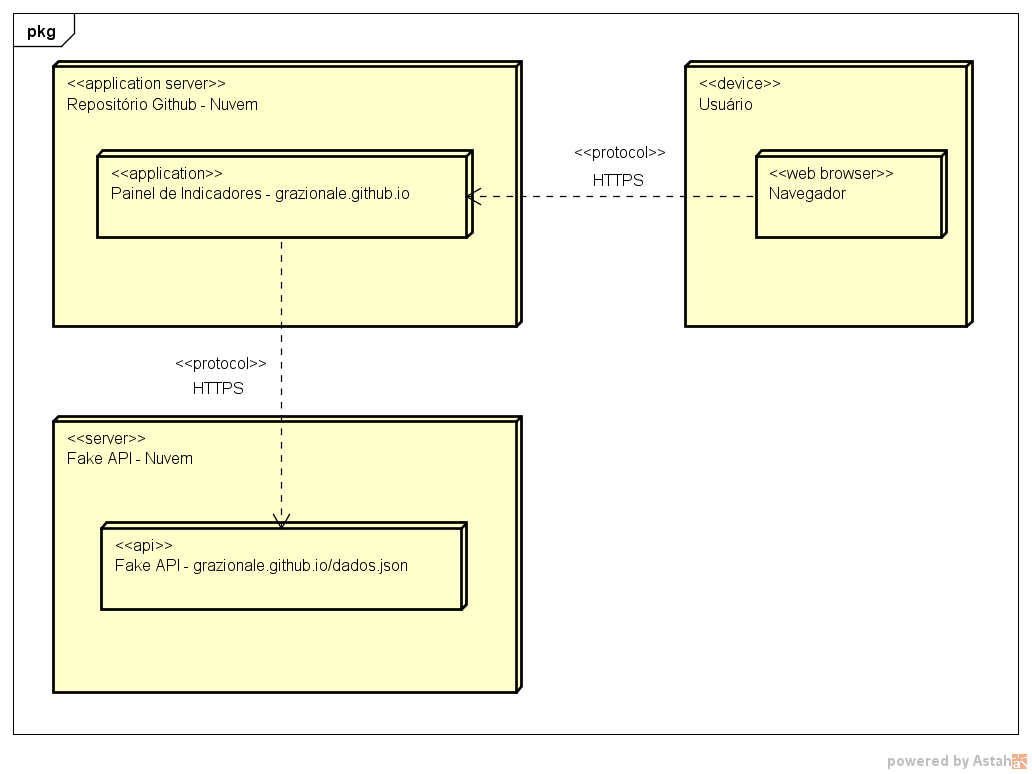 pkg
<<application server>>
Repositório Github - Nuvem
<<application>>
Painel de Indicadores - grazionale.github.io
<<protocol>>
HTTPS
<<device>>
Usuário
<<web browser>>
Navegador
<<protocol>>
HTTPS
<<server>>
Fake API - Nuvem
<<api>>
Fake API - grazionale.github.io/dados.json
powered by Astah